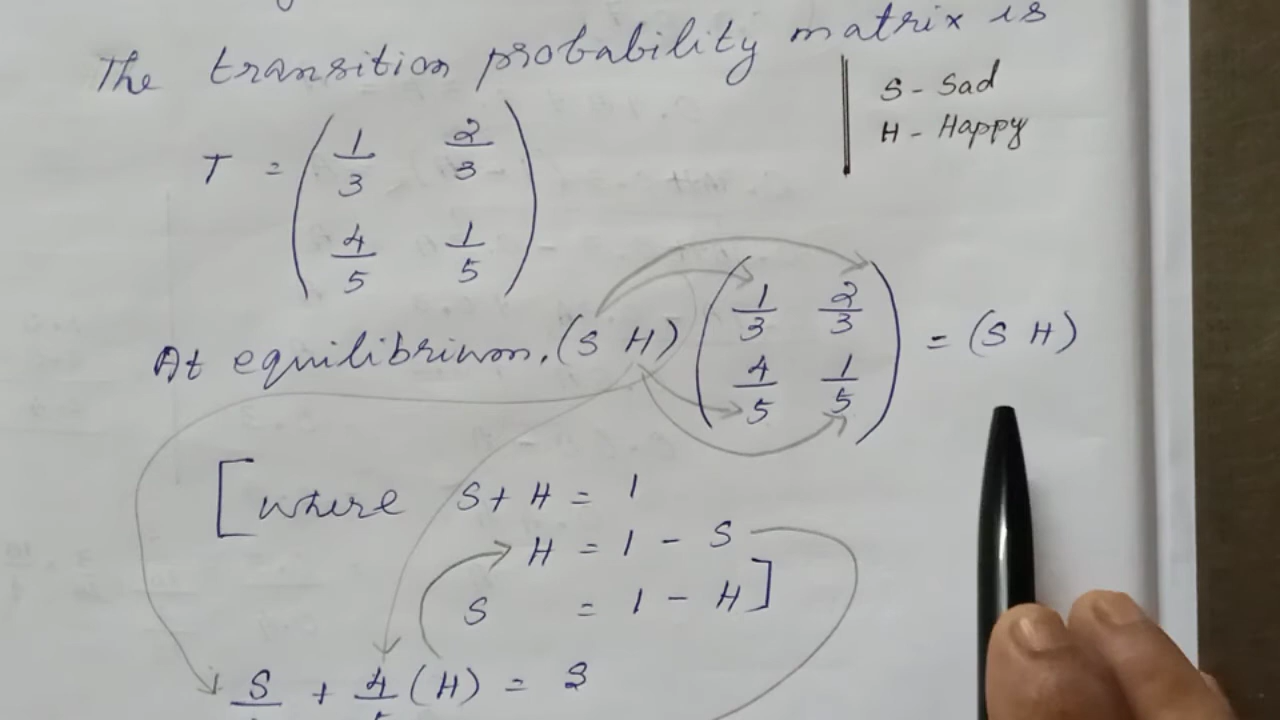 The transition probability matrix is
S - Sad
H - Happy
T = ( 1/3 2/3
4/5 1/5 )
At equilibrium, (S H) ( 1/3 2/3
4/5 1/5 ) = (S H)
[where S + H = 1
H = 1 - S
S = 1 - H]
S + 4/5 (H) = S